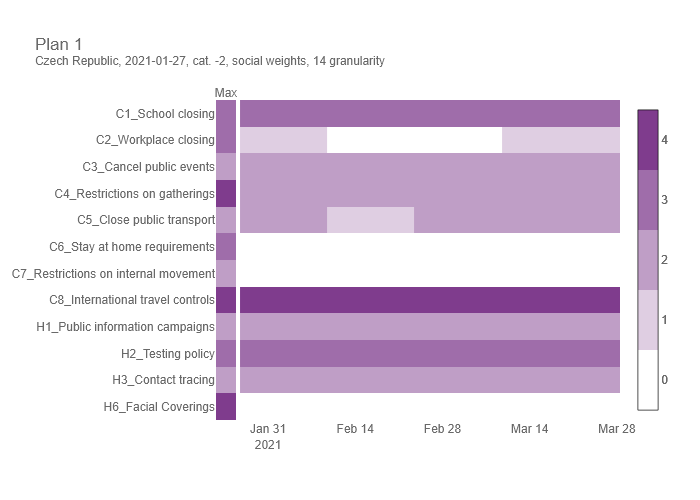 Plan 1
Czech Republic, 2021-01-27, cat. -2, social weights, 14 granularity
Max
C1_School closing
C2_Workplace closing
C3_Cancel public events
C4_Restrictions on gatherings
C5_Close public transport
C6_Stay at home requirements
C7_Restrictions on internal movement
C8_International travel controls
H1_Public information campaigns
H2_Testing policy
H3_Contact tracing
H6_Facial Coverings
4
3
2
1
0
Jan 31 Feb 14 Feb 28 Mar 14 Mar 28
2021